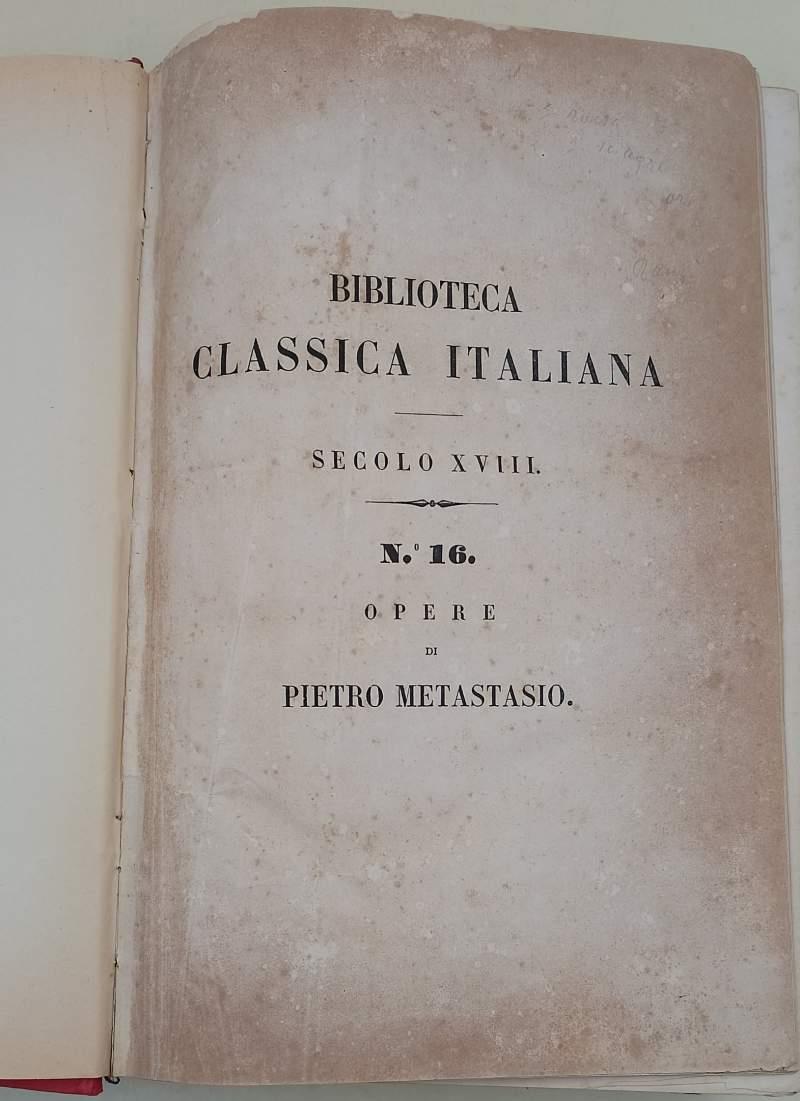 BIBLIOTECA
CLASSICA ITALIANA
SECOLO XVIII.
N.º 16.
OPERE
DI
PIETRO METASTASIO.